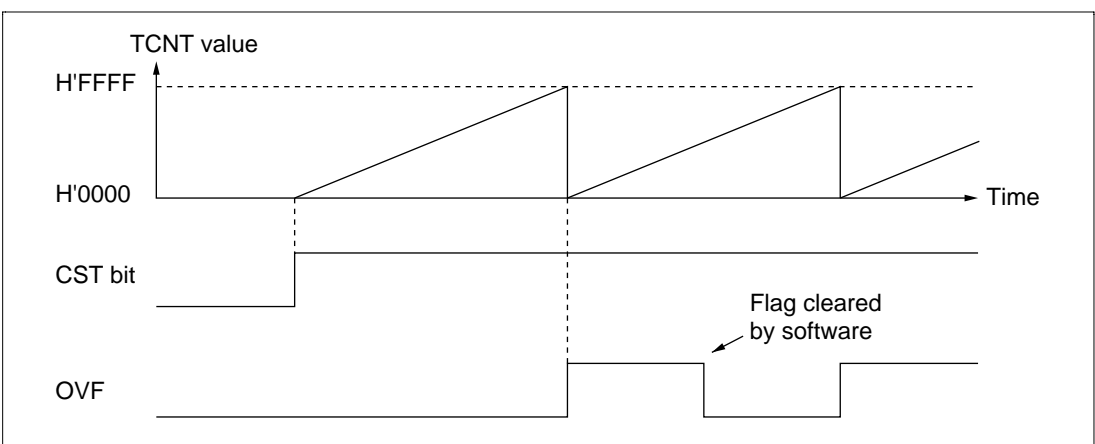 TCNT value
H'FFFF
H'0000
Time
CST bit
Flag cleared
by software
OVF